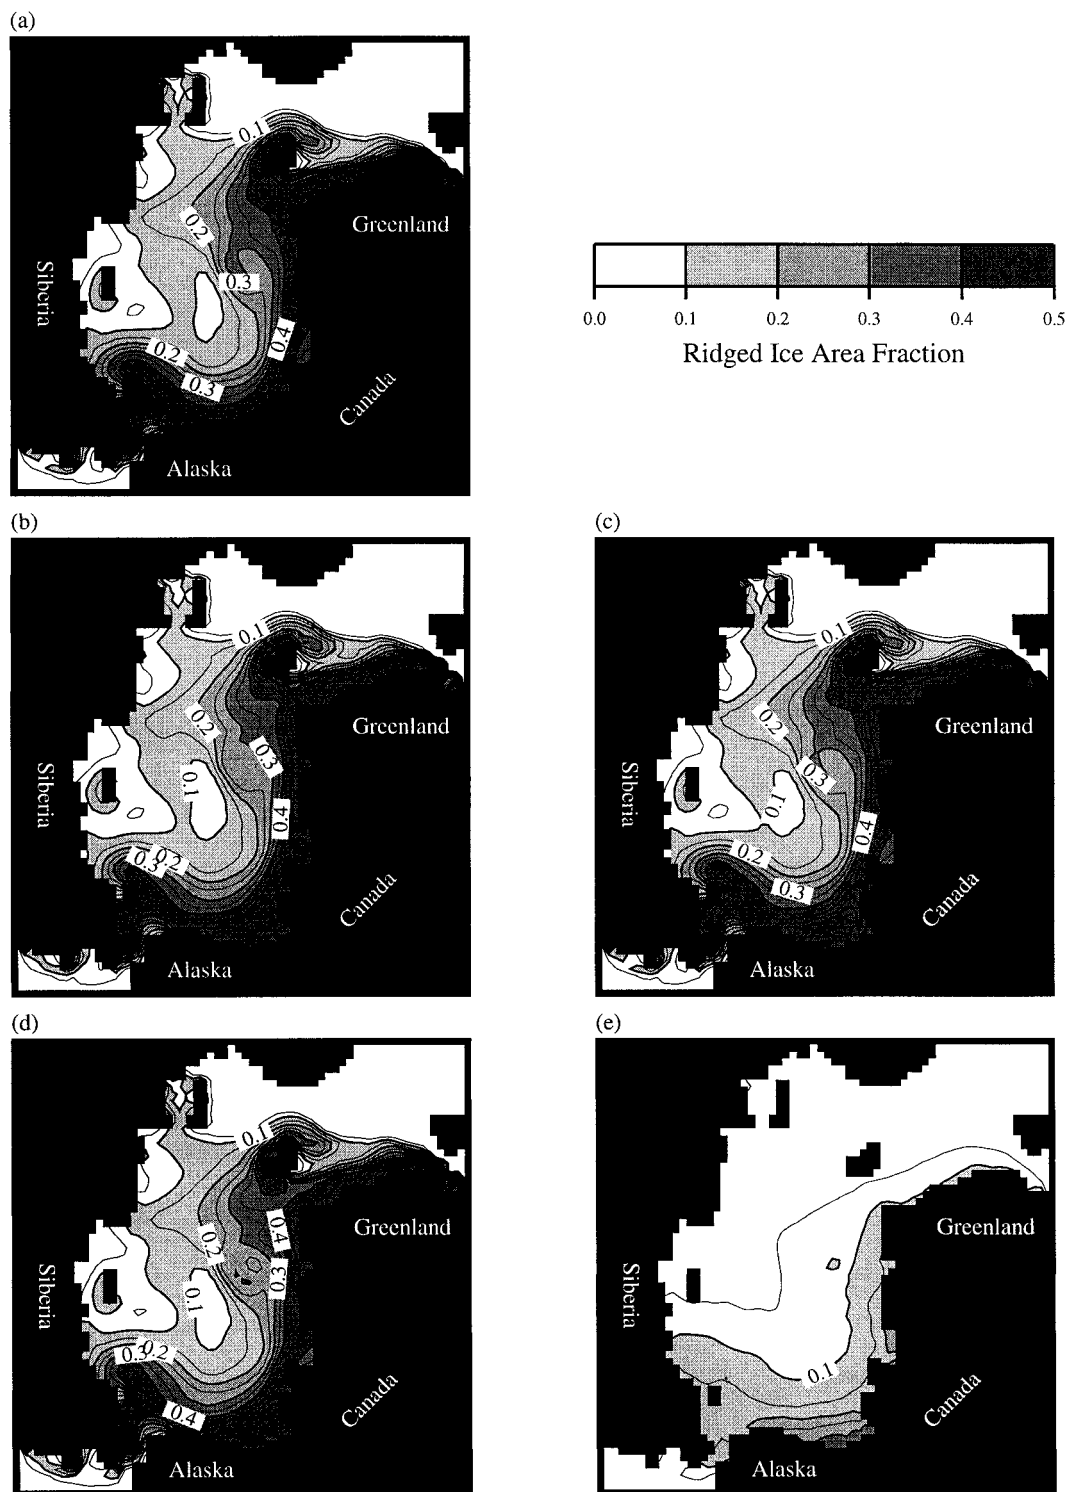 (a)
0.1
Greenland
0.2
Siberia
0.3
0.4
0.2
0.3
Canada
Alaska
0.0 0.1 0.2 0.3 0.4 0.5
Ridged Ice Area Fraction
(b)
0.1
Greenland
0.2
0.3
Siberia
0.1
0.4
0.2
0.3
Canada
Alaska
(c)
0.1
Greenland
0.2
0.3
Siberia
0.1
0.4
0.2
0.3
Canada
Alaska
(d)
0.1
Greenland
0.4
0.2
0.3
Siberia
0.1
0.3
0.2
0.4
Canada
Alaska
(e)
Greenland
Siberia
0.1
Canada
Alaska